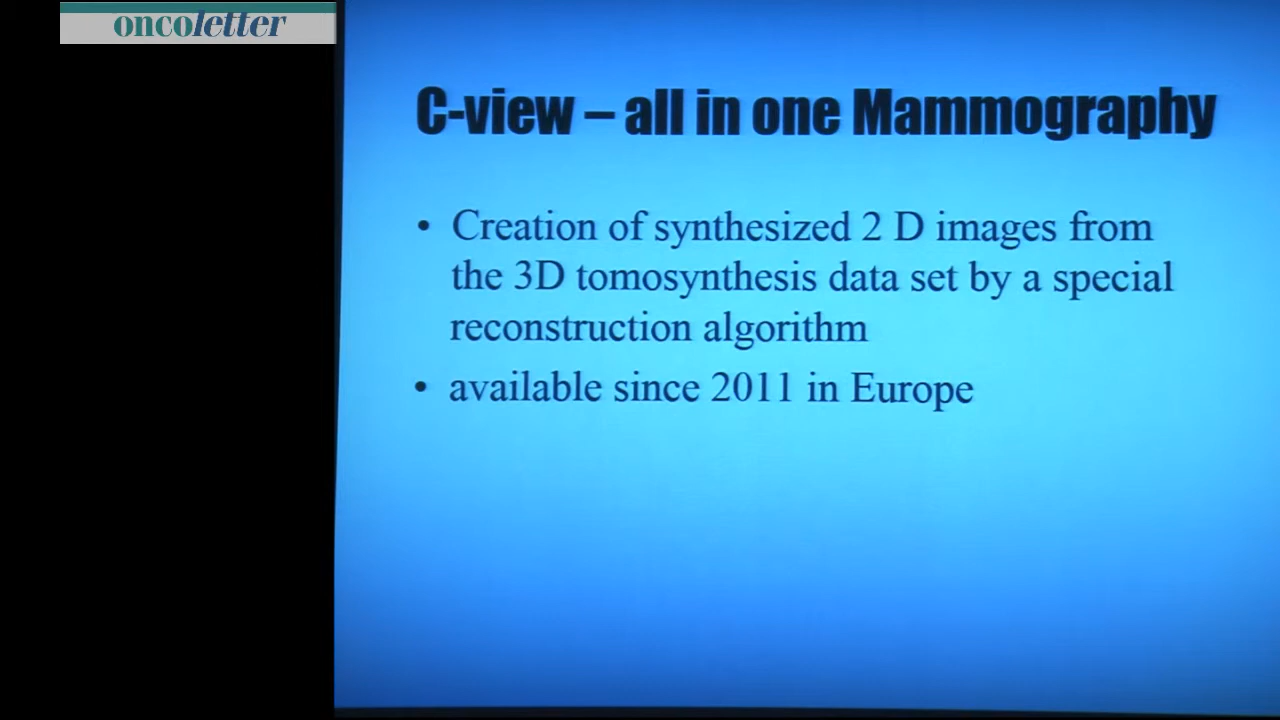 oncoletter
C-view – all in one Mammography
• Creation of synthesized 2 D images from
the 3D tomosynthesis data set by a special
reconstruction algorithm
• available since 2011 in Europe